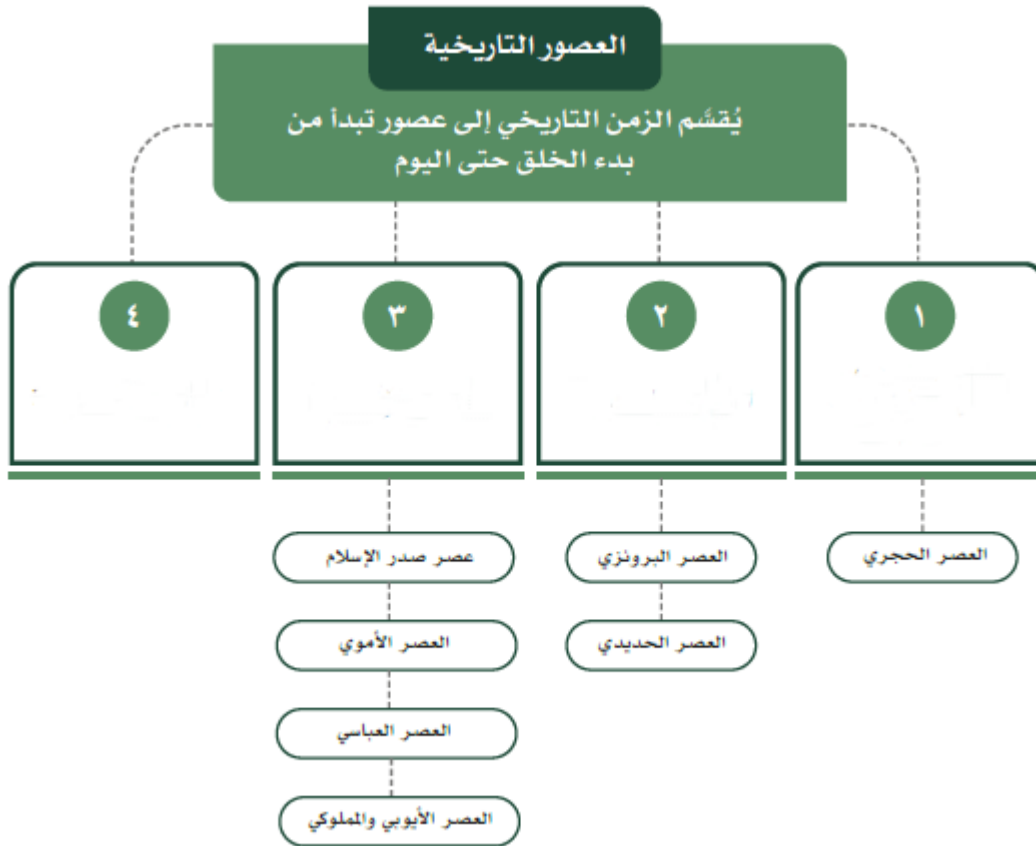 العصور التاريخية
يُقسَّم الزمن التاريخي إلى عصور تبدأ من
بدء الخلق حتى اليوم
١
٢
٣
٤
العصر الحجري
العصر البرونزي
عصر صدر الإسلام
العصر الحديدي
العصر الأموي
العصر العباسي
العصر الأيوبي والمملوكي